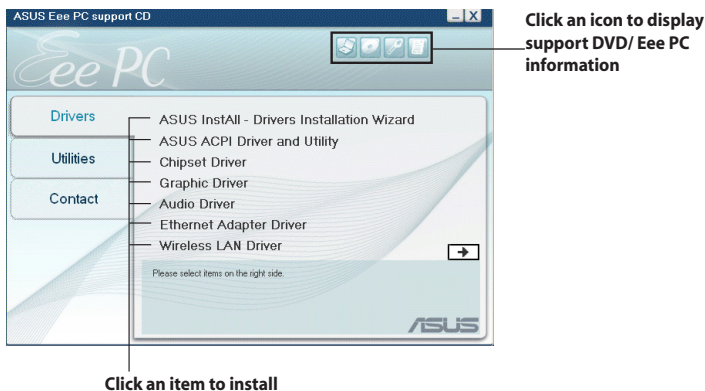 ASUS Eee PC support CD
Click an icon to display
support DVD/ Eee PC
information
Eee PC
Drivers
Utilities
Contact
ASUS InstAll - Drivers Installation Wizard
ASUS ACPI Driver and Utility
Chipset Driver
Graphic Driver
Audio Driver
Ethernet Adapter Driver
Wireless LAN Driver
Please select items on the right side.
ASUS
Click an item to install